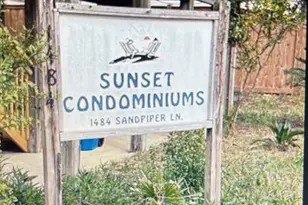 SUNSET
CONDOMINIUMS
1484 SANDPIPER LN.